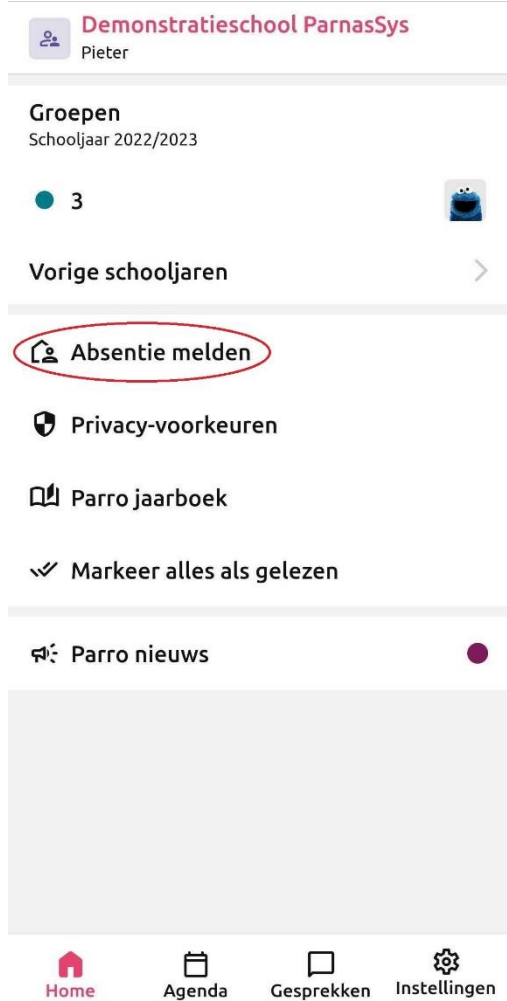 Demonstratieschool ParnasSys
Pieter
Groepen
Schooljaar 2022/2023
3
Vorige schooljaren
Absentie melden
Privacy-voorkeuren
Parro jaarboek
Markeer alles als gelezen
Parro nieuws
Home Agenda Gesprekken Instellingen